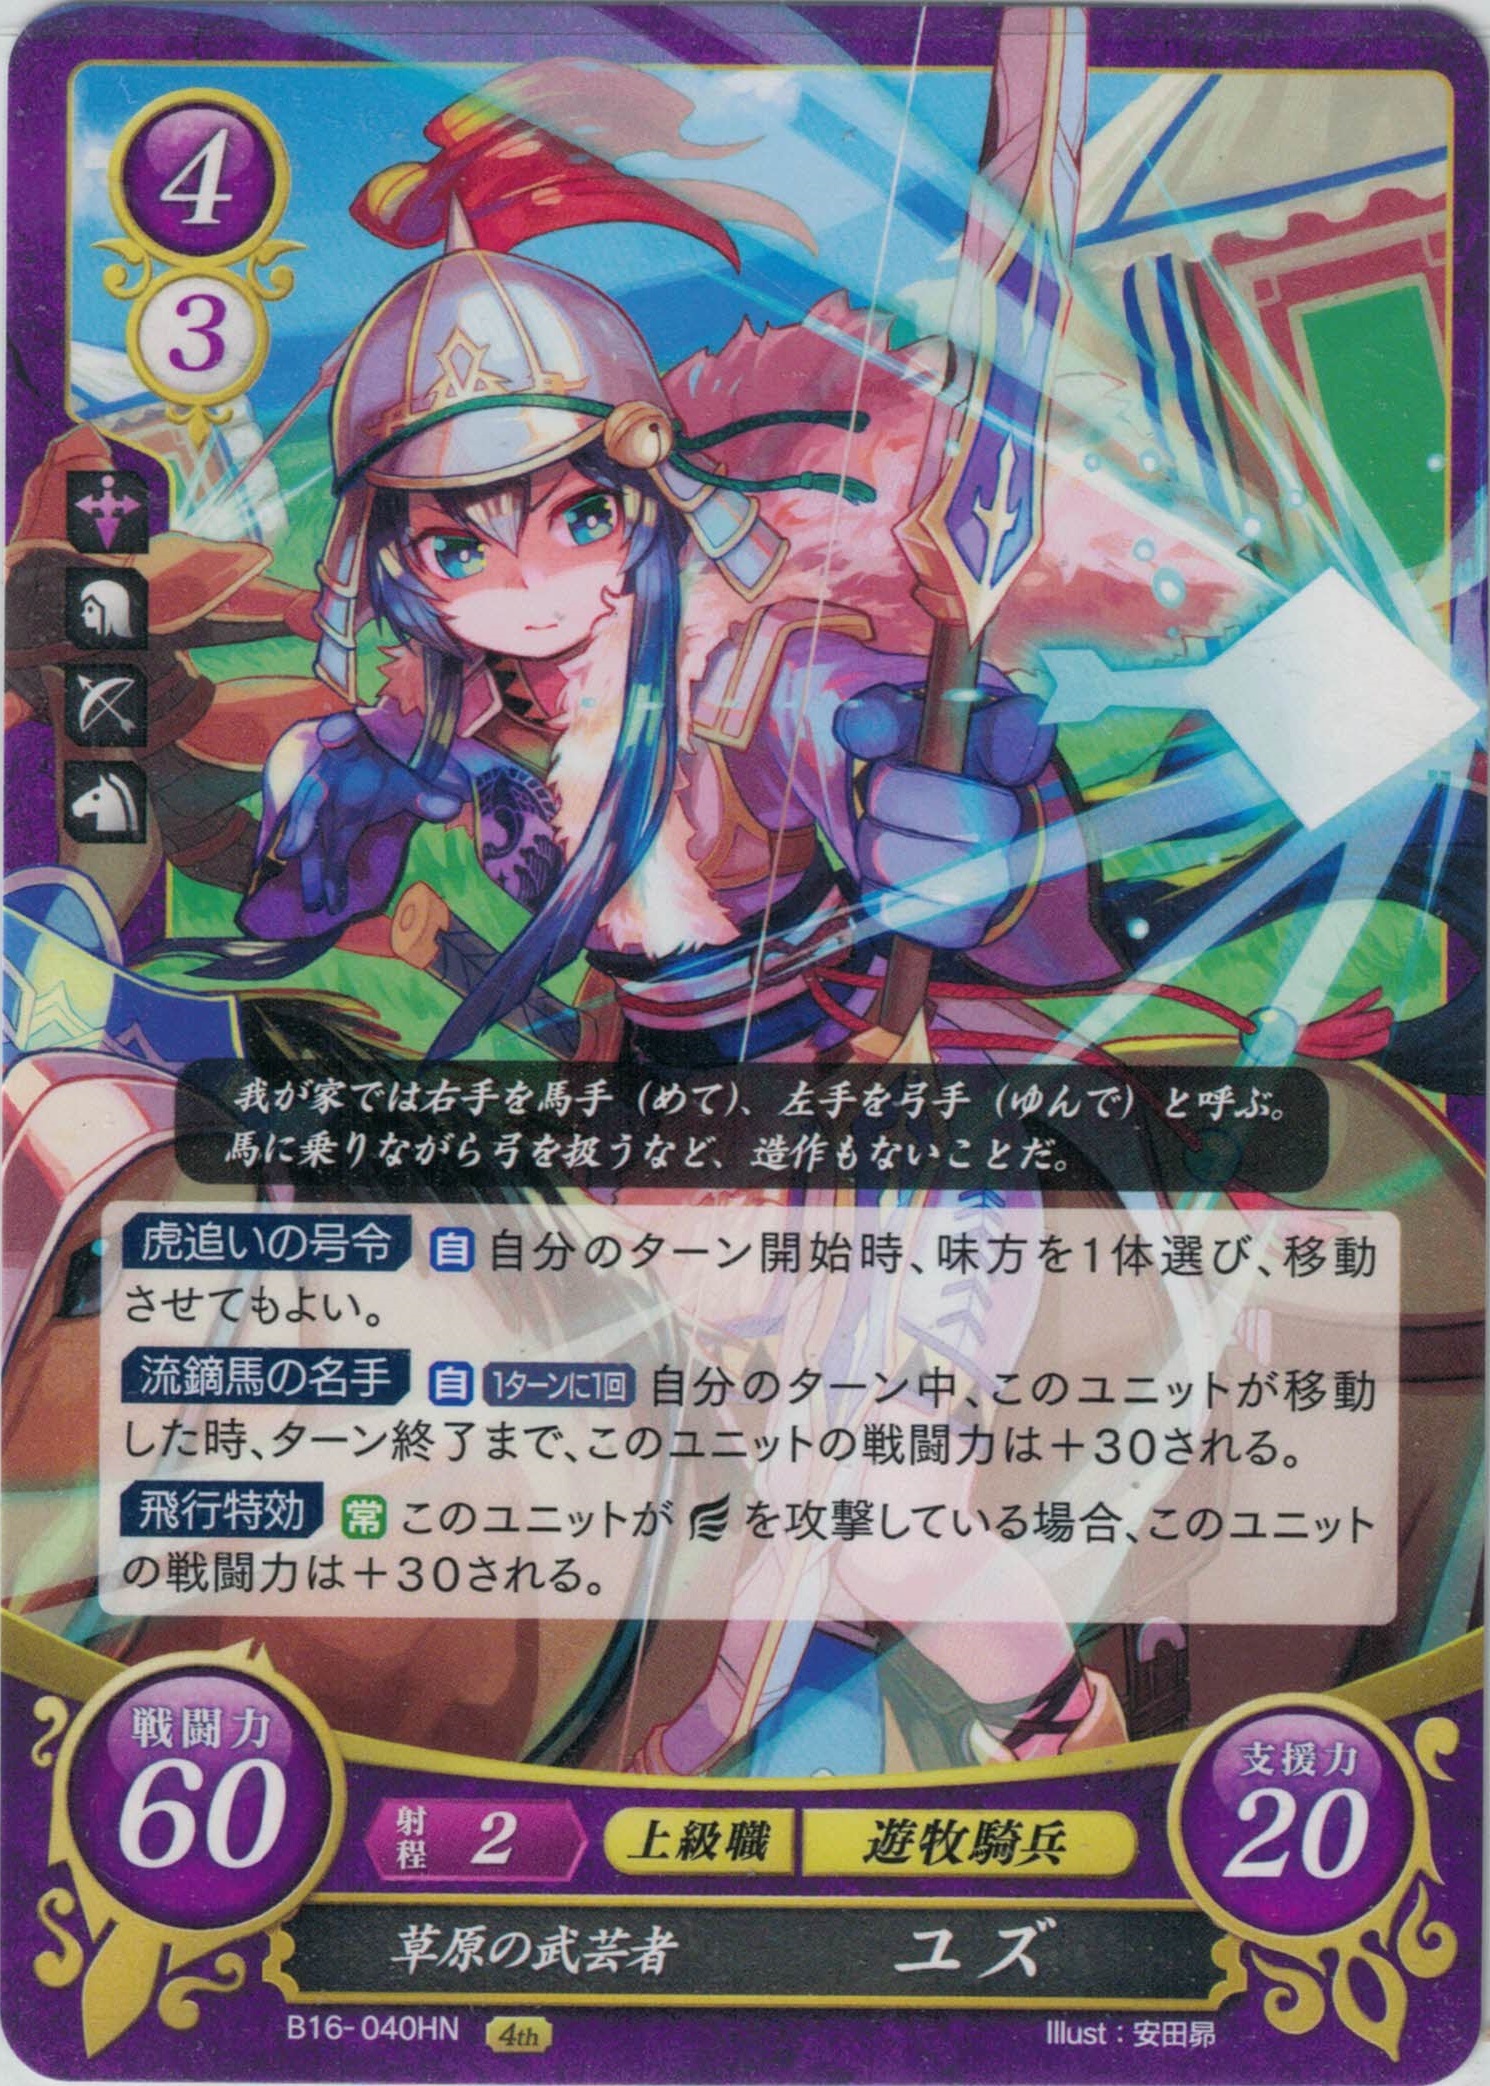 4
3
我が家では右手を馬手（めて）、左手を弓手（ゆんで）と呼ぶ。
馬に乗りながら弓を扱うなど、造作もないことだ。
虎追いの号令 自 自分のターン開始時、味方を1体選び、移動
させてもよい。
流鏑馬の名手 自 1ターンに1回 自分のターン中、このユニットが移動
した時、ターン終了まで、このユニットの戦闘力は＋30される。
飛行特効 常 このユニットが を攻撃している場合、このユニット
の戦闘力は＋30される。
戦闘力
60
射程 2
上級職
遊牧騎兵
支援力
20
草原の武芸者 ユズ
B16-040HN 4th
Illust：安田昴